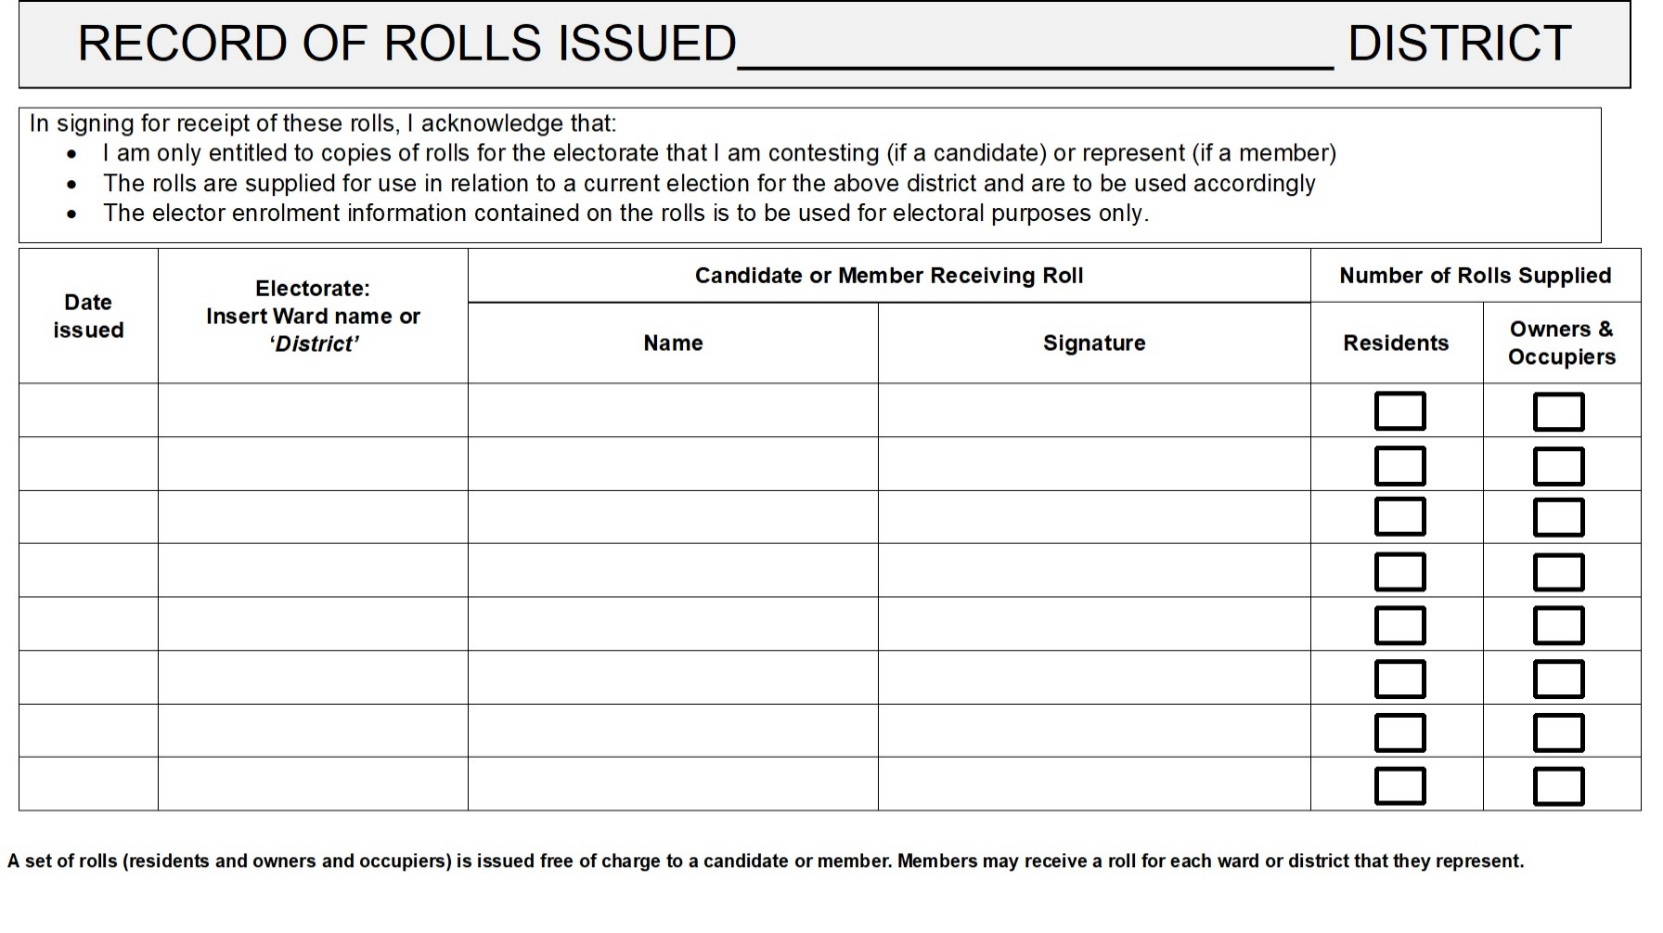 RECORD OF ROLLS ISSUED____________________ DISTRICT
In signing for receipt of these rolls, I acknowledge that:
• I am only entitled to copies of rolls for the electorate that I am contesting (if a candidate) or represent (if a member)
• The rolls are supplied for use in relation to a current election for the above district and are to be used accordingly
• The elector enrolment information contained on the rolls is to be used for electoral purposes only.
Date
issued
Electorate:
Insert Ward name or
‘District’
Candidate or Member Receiving Roll
Name
Signature
Number of Rolls Supplied
Residents
Owners &
Occupiers
A set of rolls (residents and owners and occupiers) is issued free of charge to a candidate or member. Members may receive a roll for each ward or district that they represent.